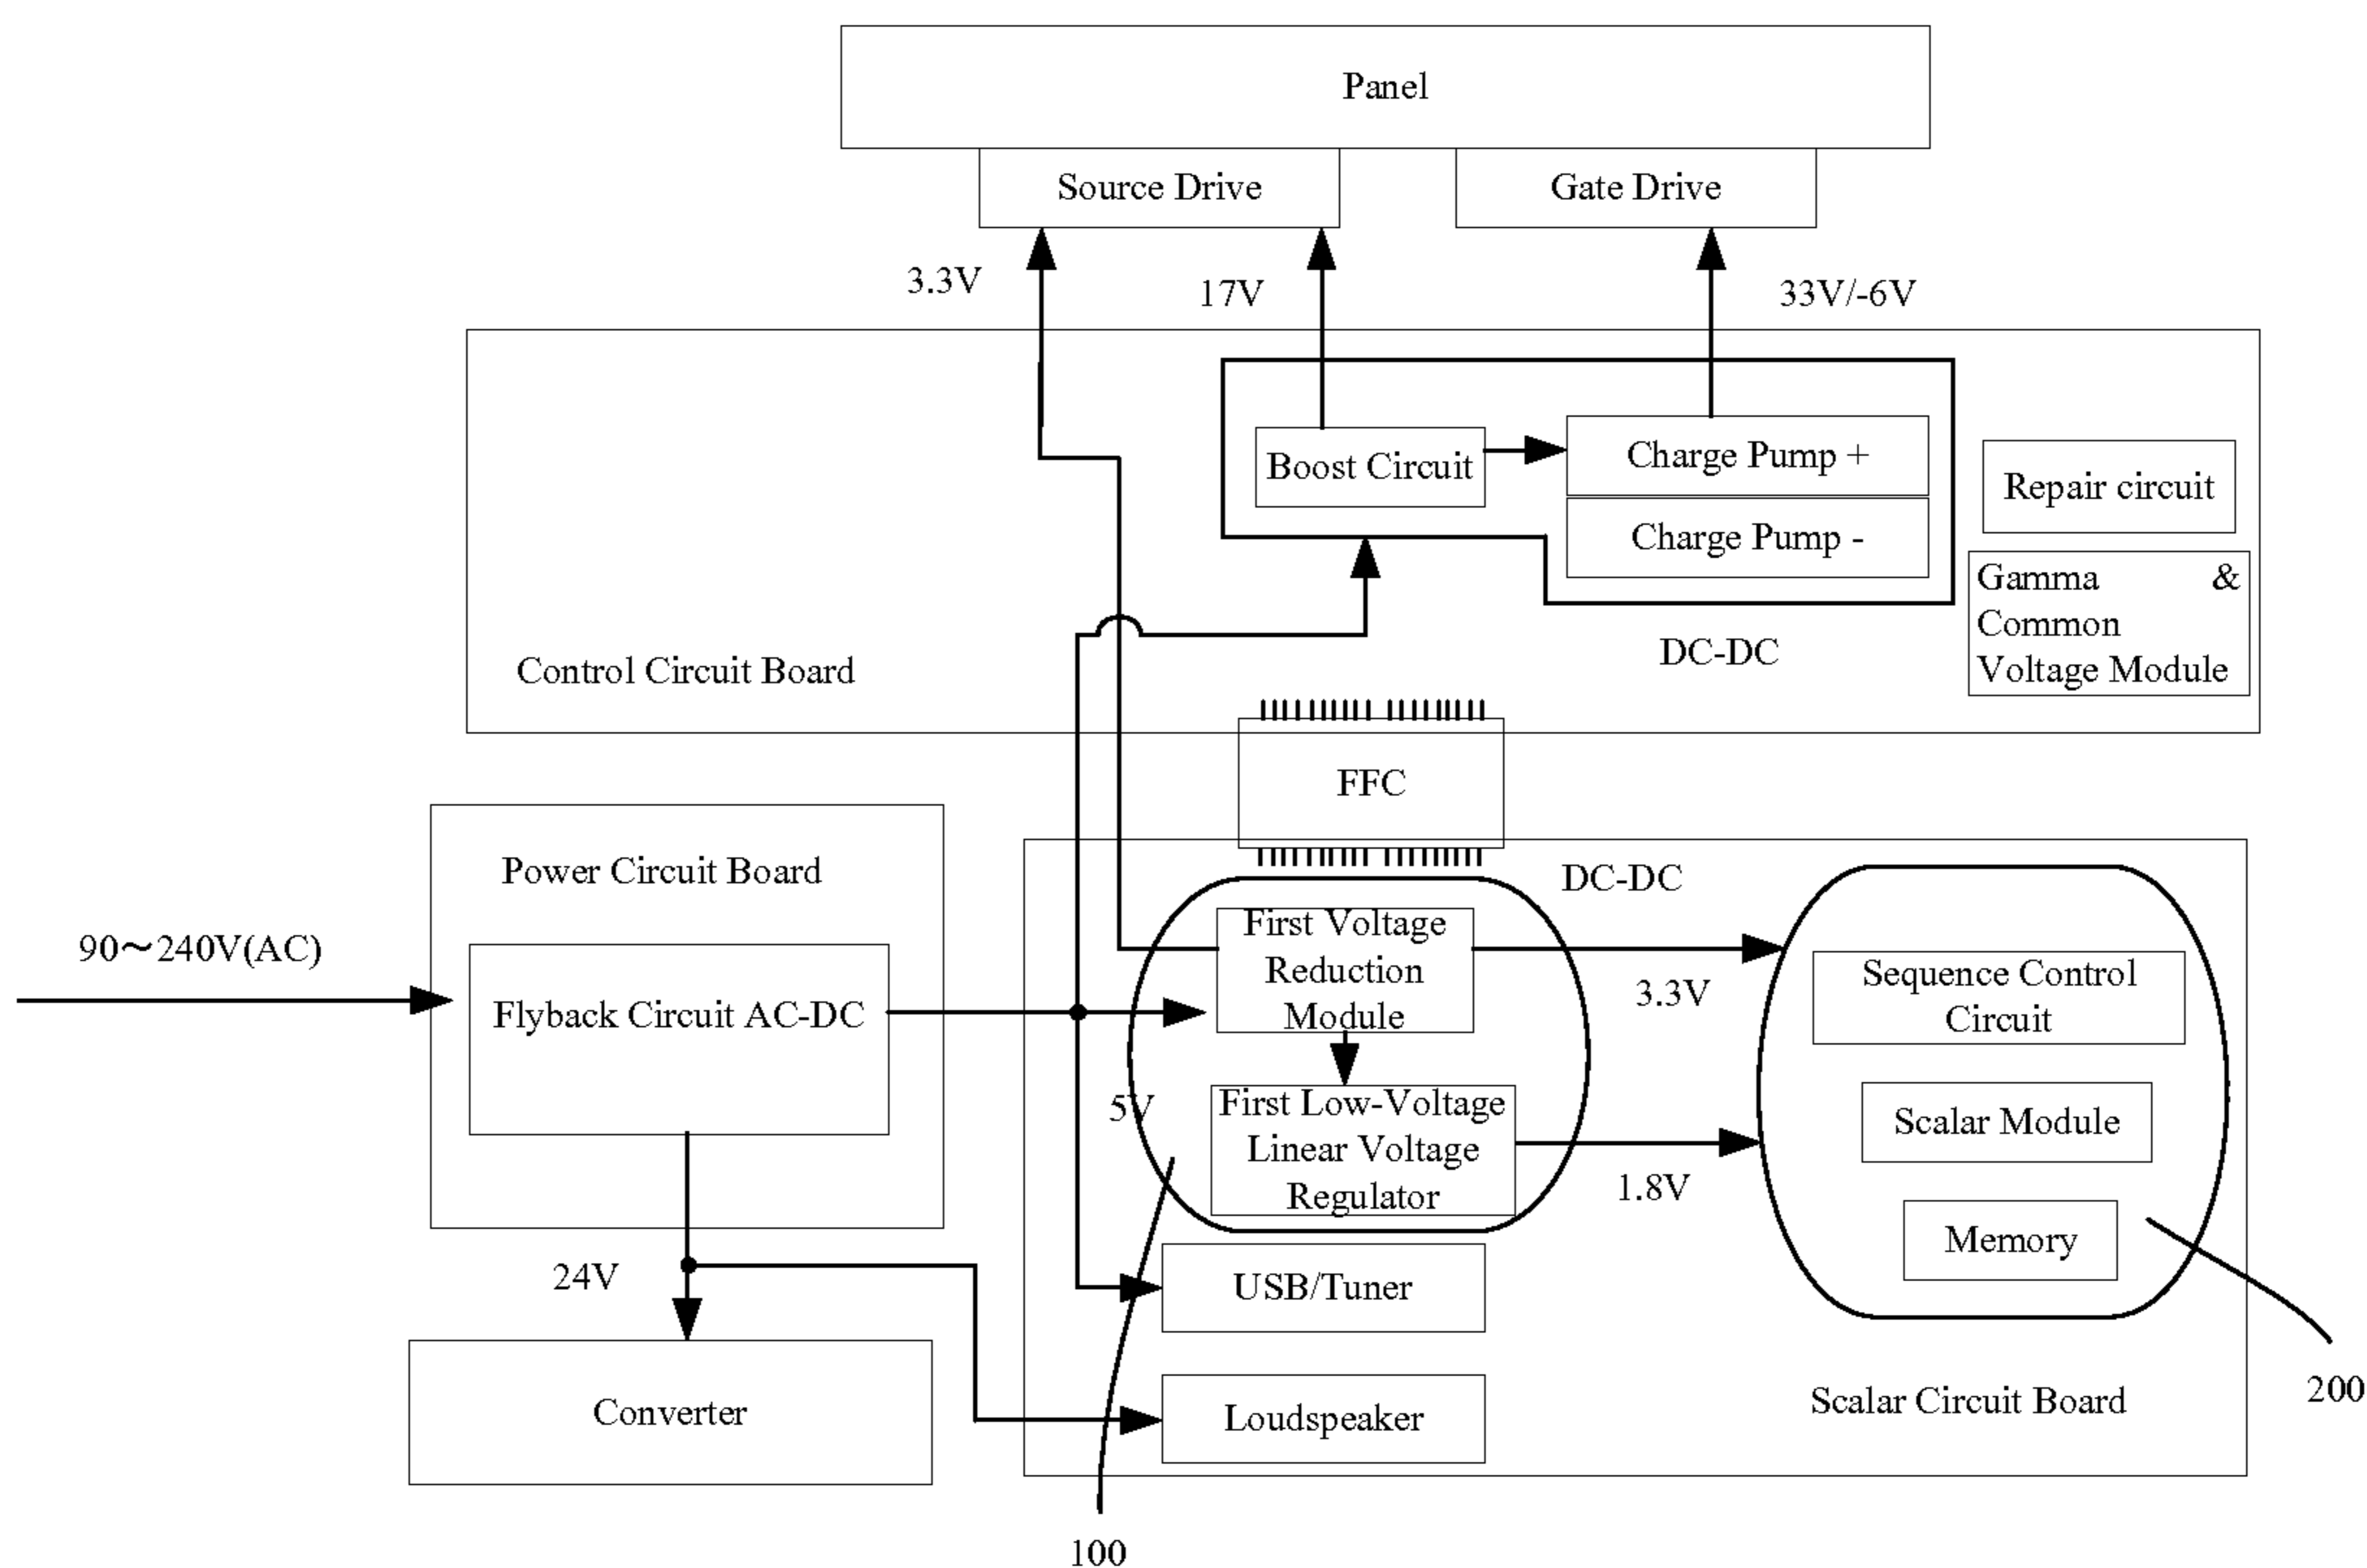 Panel
Source Drive
Gate Drive
3.3V
17V
33V/-6V
Boost Circuit
Charge Pump +
Charge Pump -
Repair circuit
Gamma &
Common
Voltage Module
DC-DC
Control Circuit Board
FFC
Power Circuit Board
DC-DC
90～240V(AC)
Flyback Circuit AC-DC
First Voltage
Reduction
Module
3.3V
Sequence Control
Circuit
5V
First Low-Voltage
Linear Voltage
Regulator
1.8V
Scalar Module
Memory
24V
USB/Tuner
Converter
Loudspeaker
Scalar Circuit Board
200
100